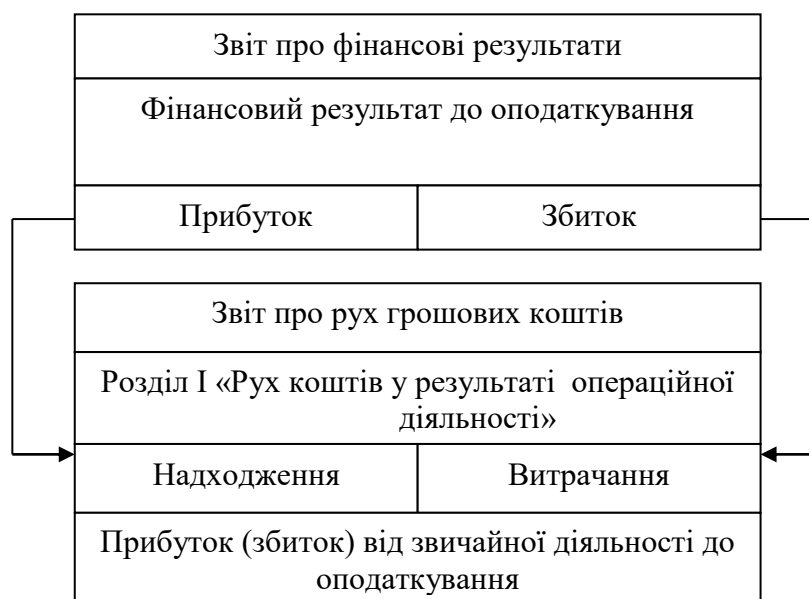 Звіт про фінансові результати
Фінансовий результат до оподаткування
Прибуток
Збиток
Звіт про рух грошових коштів
Розділ І «Рух коштів у результаті операційної
діяльності»
Надходження
Витрачання
Прибуток (збиток) від звичайної діяльності до
оподаткування